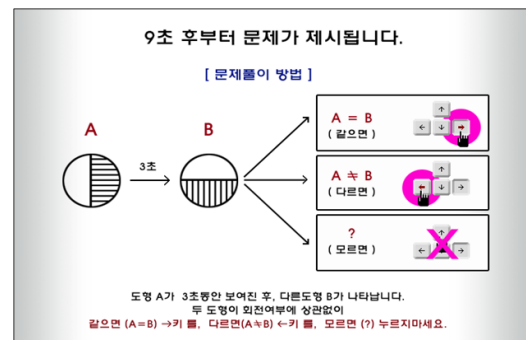 9초 후부터 문제가 제시됩니다.
[ 문제풀이 방법 ]
A
B
3초
A = B
( 같으면 )
A ≒ B
( 다르면 )
?
( 모르면 )
도형 A가 3초동안 보여진 후, 다른도형 B가 나타납니다.
두 도형이 회전여부에 상관없이
같으면 (A=B) →키 를, 다르면(A≒B) ←키 를, 모르면 (?) 누르지마세요.